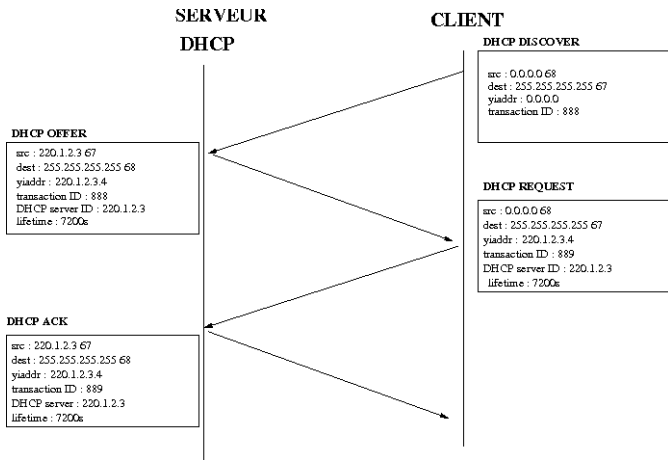 SERVEUR
DHCP
CLIENT
DHCP DISCOVER
src : 0.0.0.0 68
dest : 255.255.255.255 67
yiaddr : 0.0.0.0
transaction ID : 888
DHCP OFFER
src : 220.1.2.3 67
dest : 255.255.255.255 68
yiaddr : 220.1.2.3.4
transaction ID : 888
DHCP server ID : 220.1.2.3
lifetime : 7200s
DHCP REQUEST
src : 0.0.0.0 68
dest : 255.255.255.255 67
yiaddr : 220.1.2.3.4
transaction ID : 889
DHCP server ID : 220.1.2.3
lifetime : 7200s
DHCP ACK
src : 220.1.2.3 67
dest : 255.255.255.255 68
yiaddr : 220.1.2.3.4
transaction ID : 889
DHCP server : 220.1.2.3
lifetime : 7200s